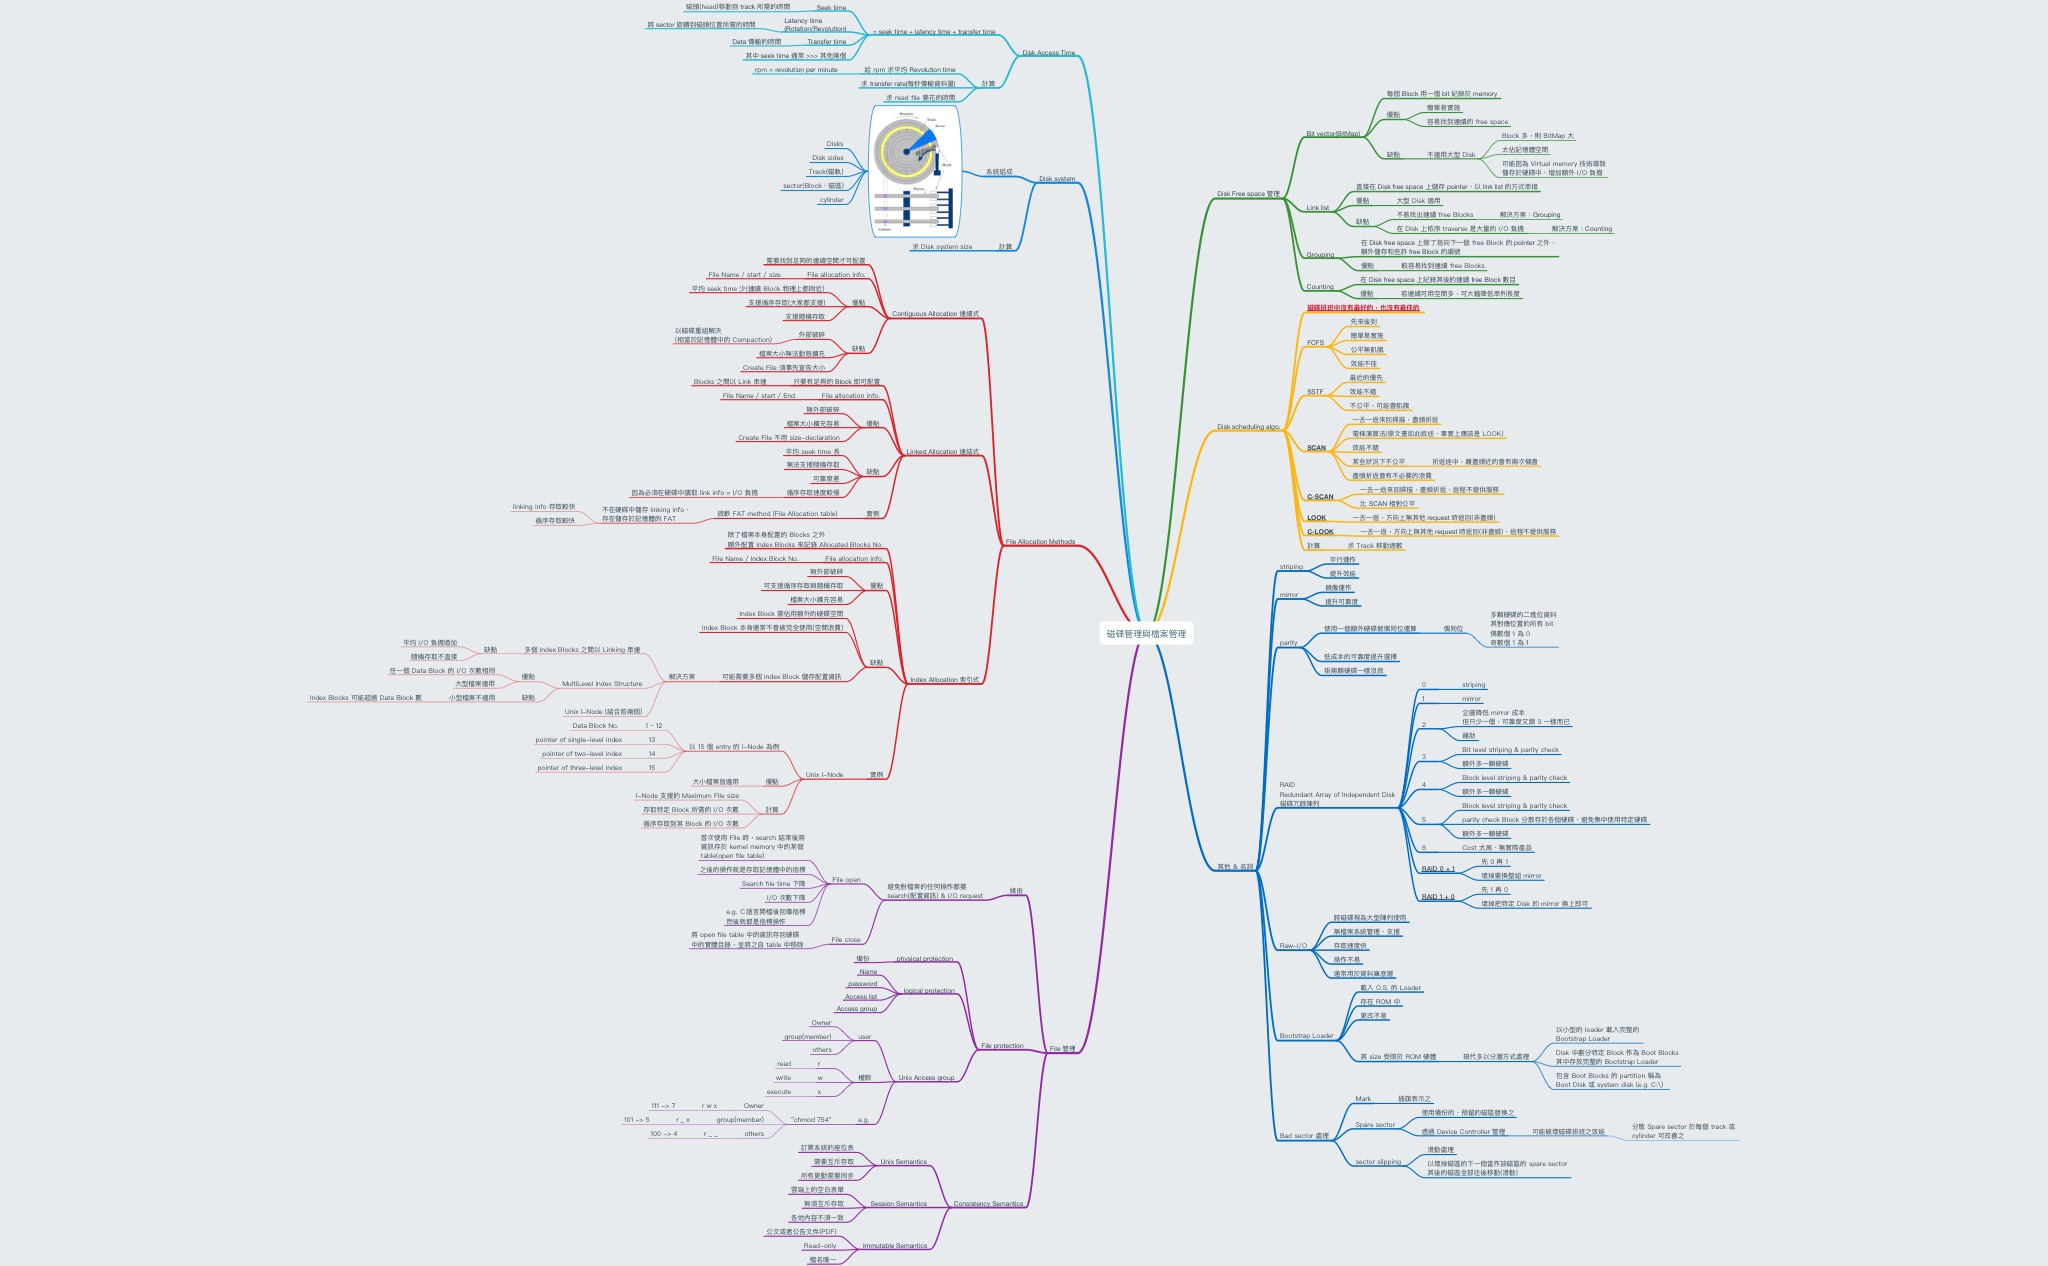 磁碟管理與檔案管理
Disk Access Time
= seek time + latency time + transfer time
Seek time
磁頭(head)移動到 track 所需的時間
Latency time
(Rotation/Revolution)
將 sector 旋轉到磁頭位置所需的時間
Transfer time
Data 傳輸的時間
其中 seek time 通常 >>> 其他兩個
計算
給 rpm 求平均 Revolution time
rpm = revolution per minute
求 transfer rate(每秒傳輸資料量)
求 read file 要花的時間
Disk system
系統組成
Rotation
Track
Sector
Heads
Platter
Cylinder
Disks
Disk sides
Track(磁軌)
sector(Block、磁區)
cylinder
計算
求 Disk system size
File Allocation Methods
Contiguous Allocation 連續式
需要找到足夠的連續空間才可配置
File allocation info.
File Name / start / size
優點
平均 seek time 少(連續 Block 物理上都附近)
支援循序存取(大家都支援)
支援隨機存取
缺點
外部破碎
以磁碟重組解決
(相當於記憶體中的 Compaction)
檔案大小無法動態擴充
Create File 須事先宣告大小
Linked Allocation 連結式
只要有足夠的 Block 即可配置
Blocks 之間以 Link 串連
File allocation info.
File Name / start / End
優點
無外部破碎
檔案大小擴充容易
Create File 不用 size-declaration
缺點
平均 seek time 長
無法支援隨機存取
可靠度差
循序存取速度較慢
因為必須在硬碟中讀取 link info = I/O 負擔
實例
微軟 FAT method (File Allocation table)
不在硬碟中儲存 linking info、
存在儲存於記憶體的 FAT
linking info 存取較快
循序存取較快
Index Allocation 索引式
除了檔案本身配置的 Blocks 之外
額外配置 Index Blocks 來記錄 Allocated Blocks No.
File allocation info.
File Name / Index Block No.
優點
無外部破碎
可支援循序存取與隨機存取
檔案大小擴充容易
缺點
Index Block 需佔用額外的硬碟空間
Index Block 本身通常不會被完全使用(空間浪費)
可能需要多個 Index Block 儲存配置資訊
解決方案
多個 Index Blocks 之間以 Linking 串連
缺點
平均 I/O 負擔增加
隨機存取不直接
MultiLevel Index Structure
優點
任一個 Data Block 的 I/O 次數相同
大型檔案適用
缺點
小型檔案不適用
Index Blocks 可能超過 Data Block 數
Unix I-Node (結合前兩個)
實例
Unix I-Node
以 15 個 entry 的 I-Node 為例
1 - 12
Data Block No.
13
pointer of single-level index
14
pointer of two-level index
15
pointer of three-level index
優點
大小檔案皆適用
計算
I-Node 支援的 Maximum File size
存取特定 Block 所需的 I/O 次數
循序存取到某 Block 的 I/O 次數
File 管理
緣由
避免對檔案的任何操作都要
search(配置資訊) & I/O request
File open
首次使用 File 時、search 結束後將
資訊存於 kernel memory 中的某個
table(open file table)
之後的操作就是存取記憶體中的指標
Search file time 下降
I/O 次數下降
e.g. C 語言開檔後回傳指標
然後就都是指標操作
File close
將 open file table 中的資訊存回硬碟
中的實體目錄、並將之自 table 中移除
File protection
physical protection
備份
logical protection
Name
password
Access list
Access group
Unix Access group
user
Owner
group(member)
others
權限
r
read
w
write
x
execute
e.g.
"chmod 754"
Owner
r w x
111 -> 7
group(member)
r _ x
101 -> 5
others
r _ _
100 -> 4
Consistency Semantics
Unix Semantics
訂票系統的座位表
需要互斥存取
所有更動需要同步
Session Semantics
雲端上的空白表單
無須互斥存取
各地內容不須一致
Immutable Semantics
公文或者公告文件(PDF)
Read-only
檔名唯一
Disk Free space 管理
Bit vector(BitMap)
每個 Block 用一個 bit 紀錄於 memory
優點
簡單易實施
容易找到連續的 free space
缺點
不適用大型 Disk
Block 多、則 BitMap 大
太佔記憶體空間
可能因為 Virtual memory 技術導致
儲存於硬碟中、增加額外 I/O 負擔
Link list
直接在 Disk free space 上儲存 pointer、以 link list 的方式串接
優點
大型 Disk 適用
缺點
不易找出連續 free Blocks
解決方案：Grouping
在 Disk 上依序 traverse 是大量的 I/O 負擔
解決方案：Counting
Grouping
在 Disk free space 上除了指向下一個 free Block 的 pointer 之外，
額外儲存和些許 free Block 的編號
優點
較容易找到連續 free Blocks
Counting
在 Disk free space 上記錄其後的連續 free Block 數目
優點
若連續可用空間多、可大幅降低串列長度
Disk scheduling algo.
磁碟排班中沒有最好的，也沒有最佳的
FCFS
先來後到
簡單易實施
公平無飢餓
效能不佳
SSTF
最近的優先
效能不錯
不公平、可能會飢餓
SCAN
一去一返來回掃描、盡頭折返
電梯演算法(原文書如此敘述、事實上應該是 LOOK)
效能不錯
某些狀況下不公平
折返途中、離盡頭近的會有兩次機會
盡頭折返會有不必要的浪費
C-SCAN
一去一返來回掃描、盡頭折返、返程不提供服務
比 SCAN 相對公平
LOOK
一去一返、方向上無其他 request 時返回(非盡頭)
C-LOOK
一去一返、方向上無其他 request 時返回(非盡頭)、返程不提供服務
計算
求 Track 移動總數
其他 & 名詞
striping
平行運作
提升效能
mirror
鏡像運作
提升可靠度
parity
使用一個額外硬碟做偶同位運算
偶同位
多顆硬碟的二進位資料
其對應位置的所有 bit
偶數個 1 為 0
奇數個 1 為 1
低成本的可靠度提升選擇
掛兩顆硬碟一樣沒救
RAID
Redundant Array of Independent Disk
磁碟冗餘陣列
0
striping
1
mirror
2
企圖降低 mirror 成本
但只少一個、可靠度又跟 3 一樣而已
雞肋
3
Bit level striping & parity check
額外多一顆硬碟
4
Block level striping & parity check
額外多一顆硬碟
5
Block level striping & parity check
parity check Block 分散存於各個硬碟、避免集中使用特定硬碟
額外多一顆硬碟
6
Cost 太高、無實際產品
RAID 0 + 1
先 0 再 1
壞掉要換整組 mirror
RAID 1 + 0
先 1 再 0
壞掉把特定 Disk 的 mirror 換上即可
Raw-I/O
將磁碟視為大型陣列使用
無檔案系統管理、支援
存取速度快
操作不易
通常用於資料庫底層
Bootstrap Loader
載入 O.S. 的 Loader
存在 ROM 中
更改不易
其 size 受限於 ROM 硬體
現代多以分層方式處理
以小型的 loader 載入完整的
Bootstrap Loader
Disk 中劃分特定 Block 作為 Boot Blocks
其中存放完整的 Bootstrap Loader
包含 Boot Blocks 的 partition 稱為
Boot Disk 或 system disk (e.g. C:\)
Bad sector 處理
Mark
插旗表示之
Spare sector
使用備份的、預留的磁區替換之
透過 Device Controller 管理
可能破壞磁碟排班之效能
分散 Spare sector 於每個 track 或
cylinder 可改善之
sector slipping
滑動處理
以壞掉磁區的下一個當作該磁區的 spare sector
其後的磁區全部往後移動(滑動)